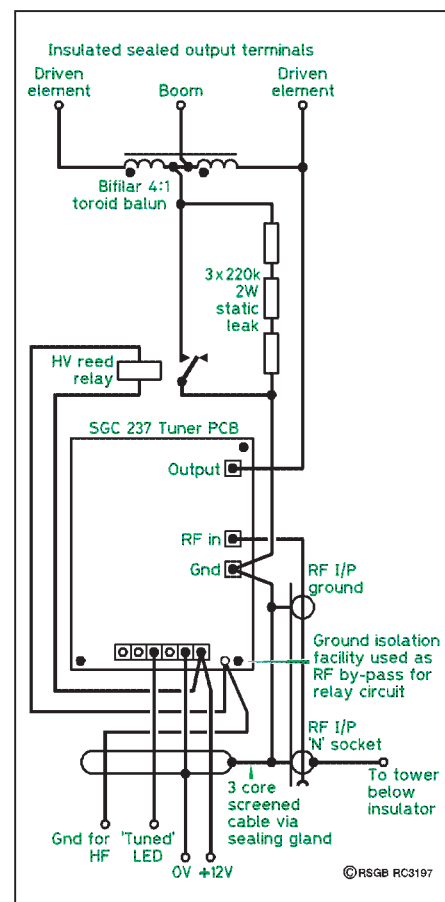 Insulated sealed output terminals
Driven
element
Boom
Driven
element
Bifilar 4:1
toroid balun
3x220k
2W
static
leak
HV reed
relay
SGC 237 Tuner PCB
Output
RF in
Gnd
RF I/P
ground
Ground isolation
facility used as
RF by-pass for
relay circuit
RF I/P
'N' socket
To tower
below
insulator
3 core
screened
cable via
sealing gland
Gnd for
HF
'Tuned'
LED
0V
+12V
©RSGB RC3197